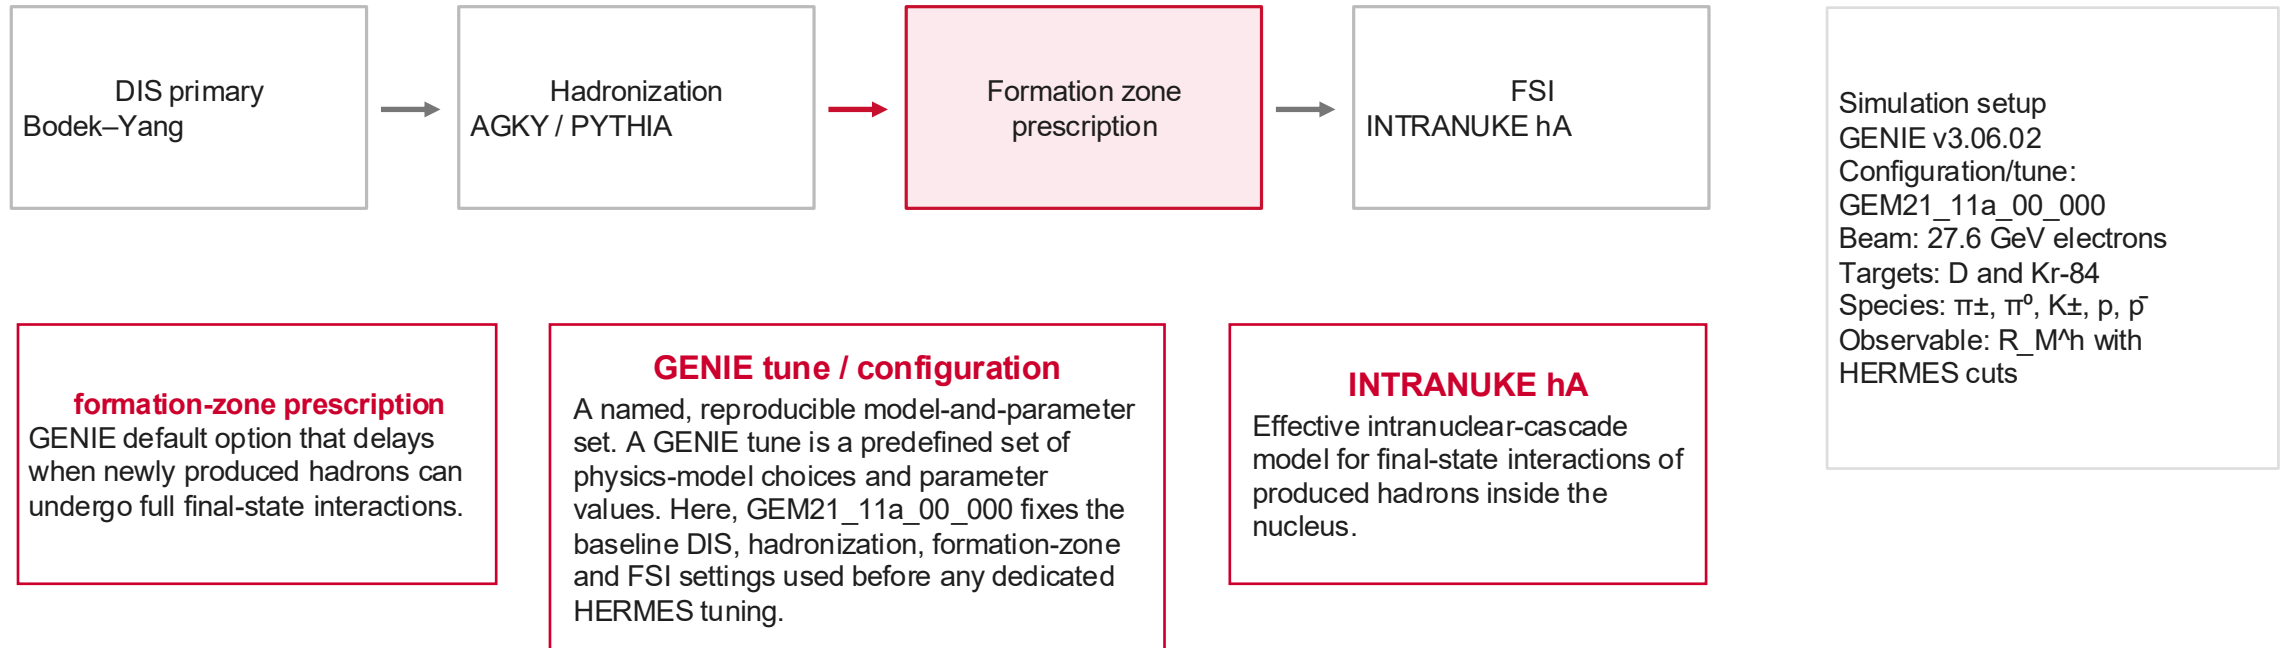 DIS primary
Bodek–Yang
Hadronization
AGKY / PYTHIA
Formation zone
prescription
FSI
INTRANUKE hA
Simulation setup
GENIE v3.06.02
Configuration/tune:
GEM21_11a_00_000
Beam: 27.6 GeV electrons
Targets: D and Kr-84
Species: π±, π⁰, K±, p, p̄
Observable: R_M^h with
HERMES cuts
formation-zone prescription
GENIE default option that delays
when newly produced hadrons can
undergo full final-state interactions.
GENIE tune / configuration
A named, reproducible model-and-parameter
set. A GENIE tune is a predefined set of
physics-model choices and parameter
values. Here, GEM21_11a_00_000 fixes the
baseline DIS, hadronization, formation-zone
and FSI settings used before any dedicated
HERMES tuning.
INTRANUKE hA
Effective intranuclear-cascade
model for final-state interactions of
produced hadrons inside the
nucleus.